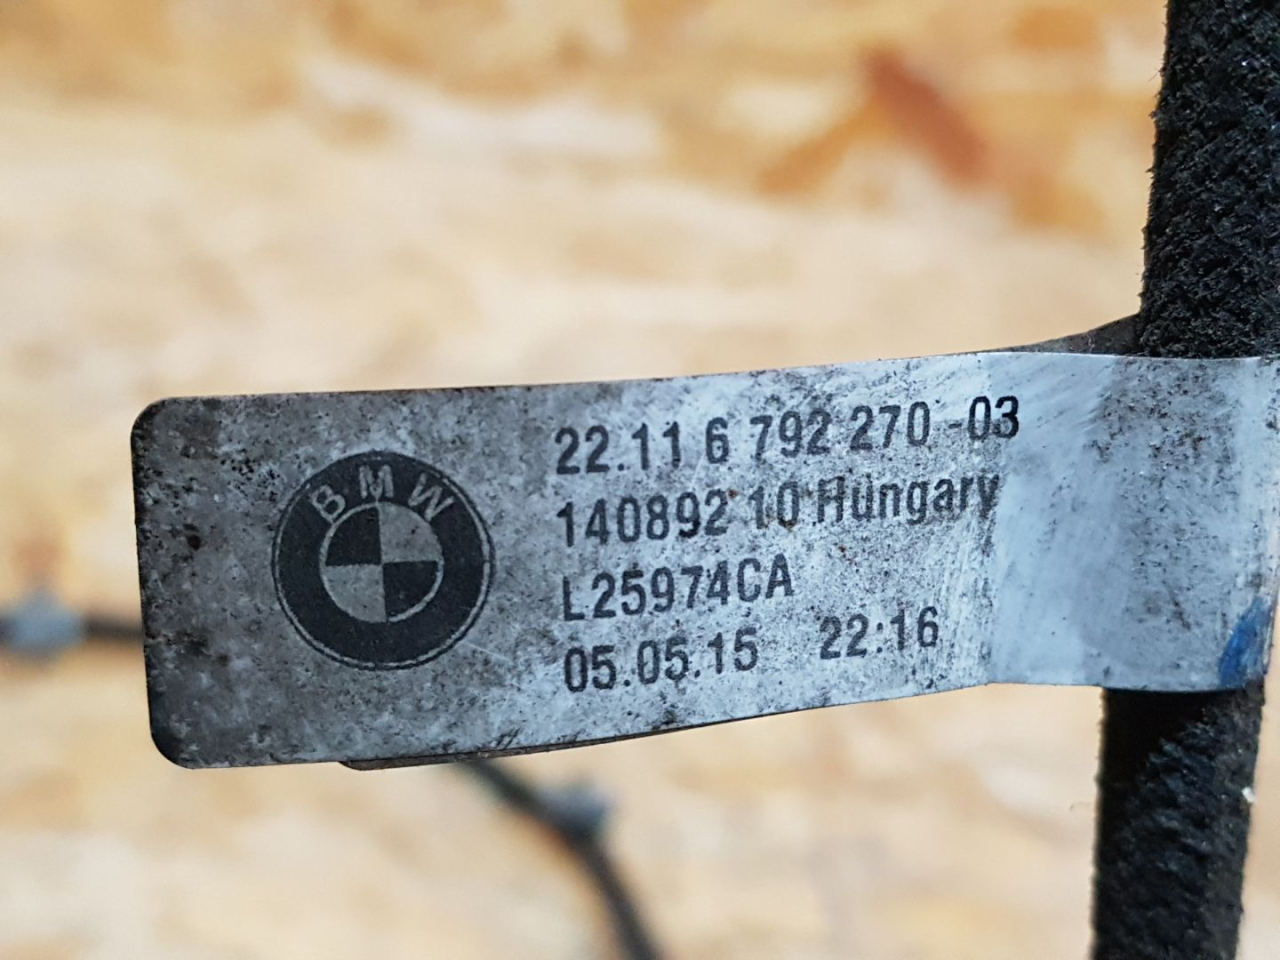 BMW
22.11 6 792 270 -03
140892 10 Hungary
L25974CA
05.05.15 22:16